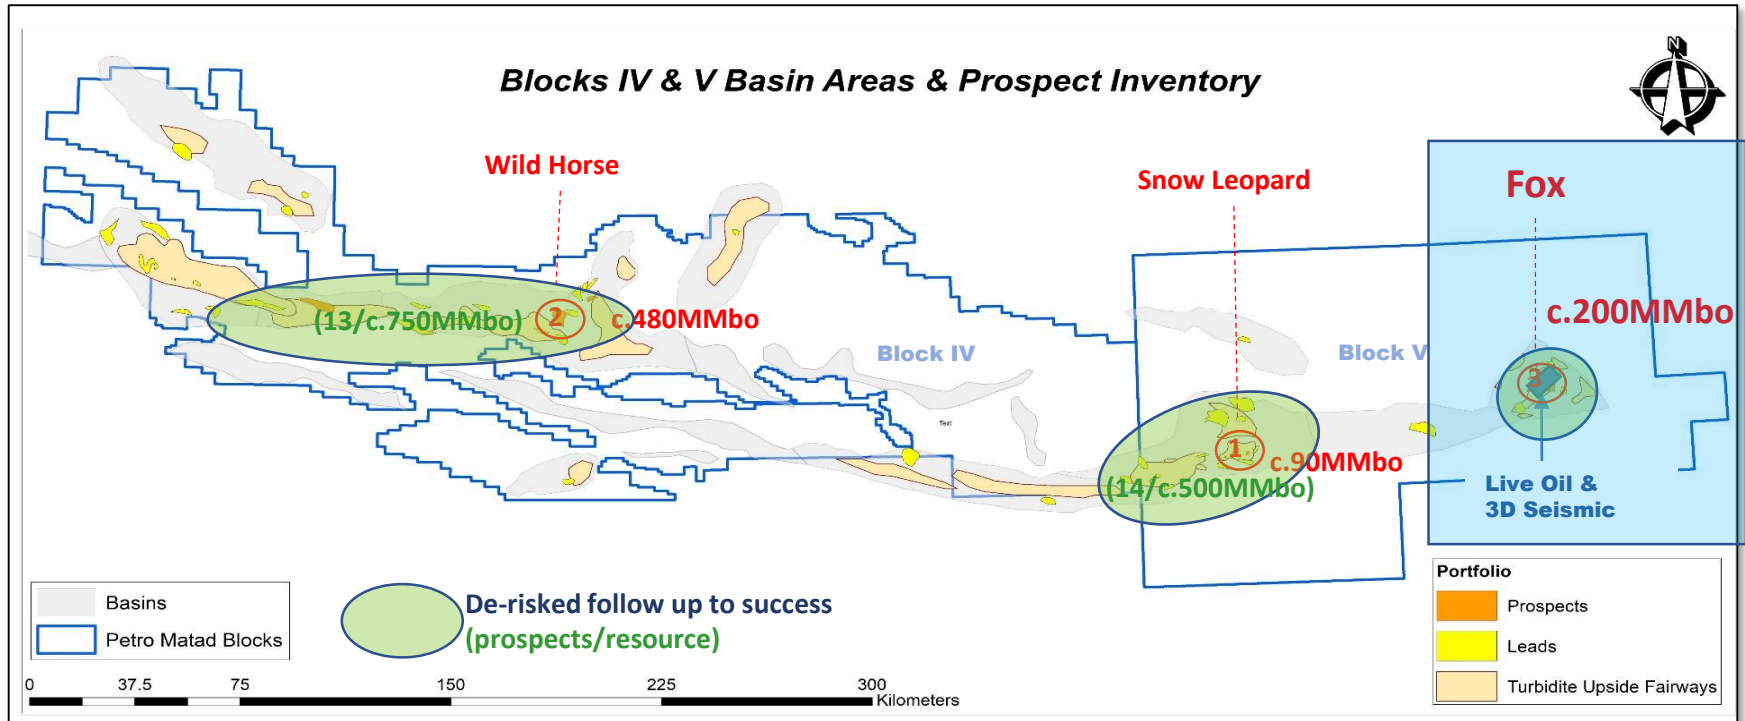 Blocks IV & V Basin Areas & Prospect Inventory
N
Wild Horse
Snow Leopard
Fox
(13/c.750MMbo)
2
c.480MMbo
c.200MMbo
Block IV
Block V
3
Text
1.
c.90MMbo
(14/c.500MMbo)
Live Oil &
3D Seismic
Basins
Petro Matad Blocks
De-risked follow up to success
(prospects/resource)
Portfolio
Prospects
Leads
Turbidite Upside Fairways
0 37.5 75 150 225 300
Kilometers